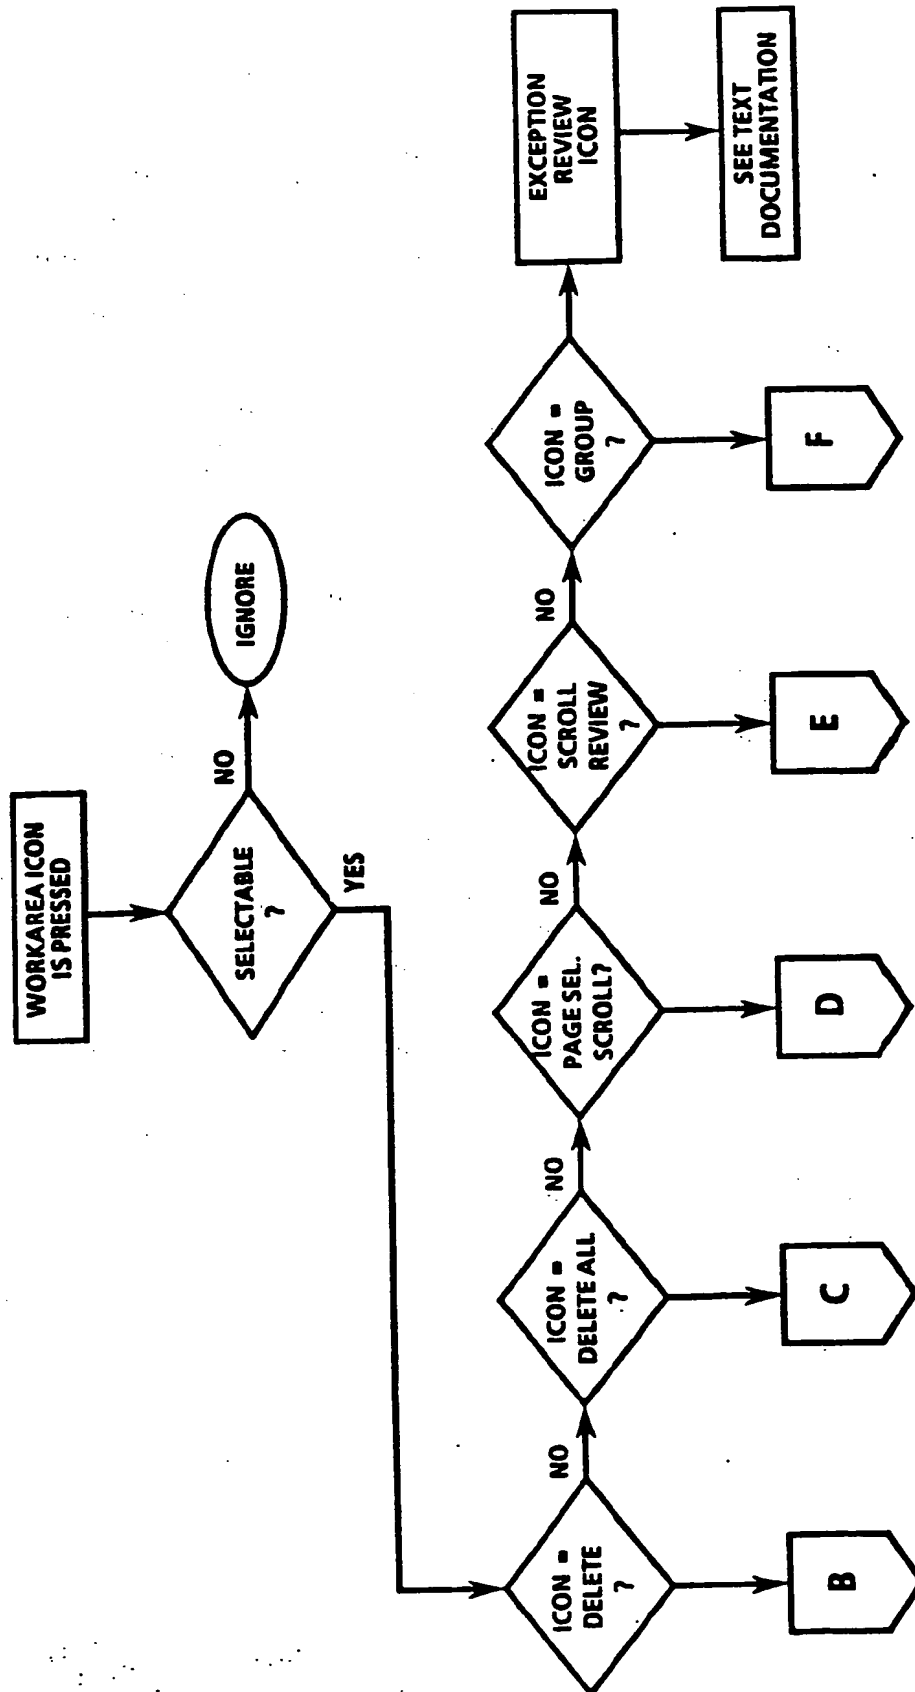 WORKAREA ICON
IS PRESSED
SELECTABLE
?
NO
IGNORE
YES
ICON =
DELETE
?
NO
B
ICON =
DELETE ALL
?
NO
C
ICON =
PAGE SEL.
SCROLL?
NO
D
ICON =
SCROLL
REVIEW
?
NO
E
ICON =
GROUP
?
F
EXCEPTION
REVIEW
ICON
SEE TEXT
DOCUMENTATION